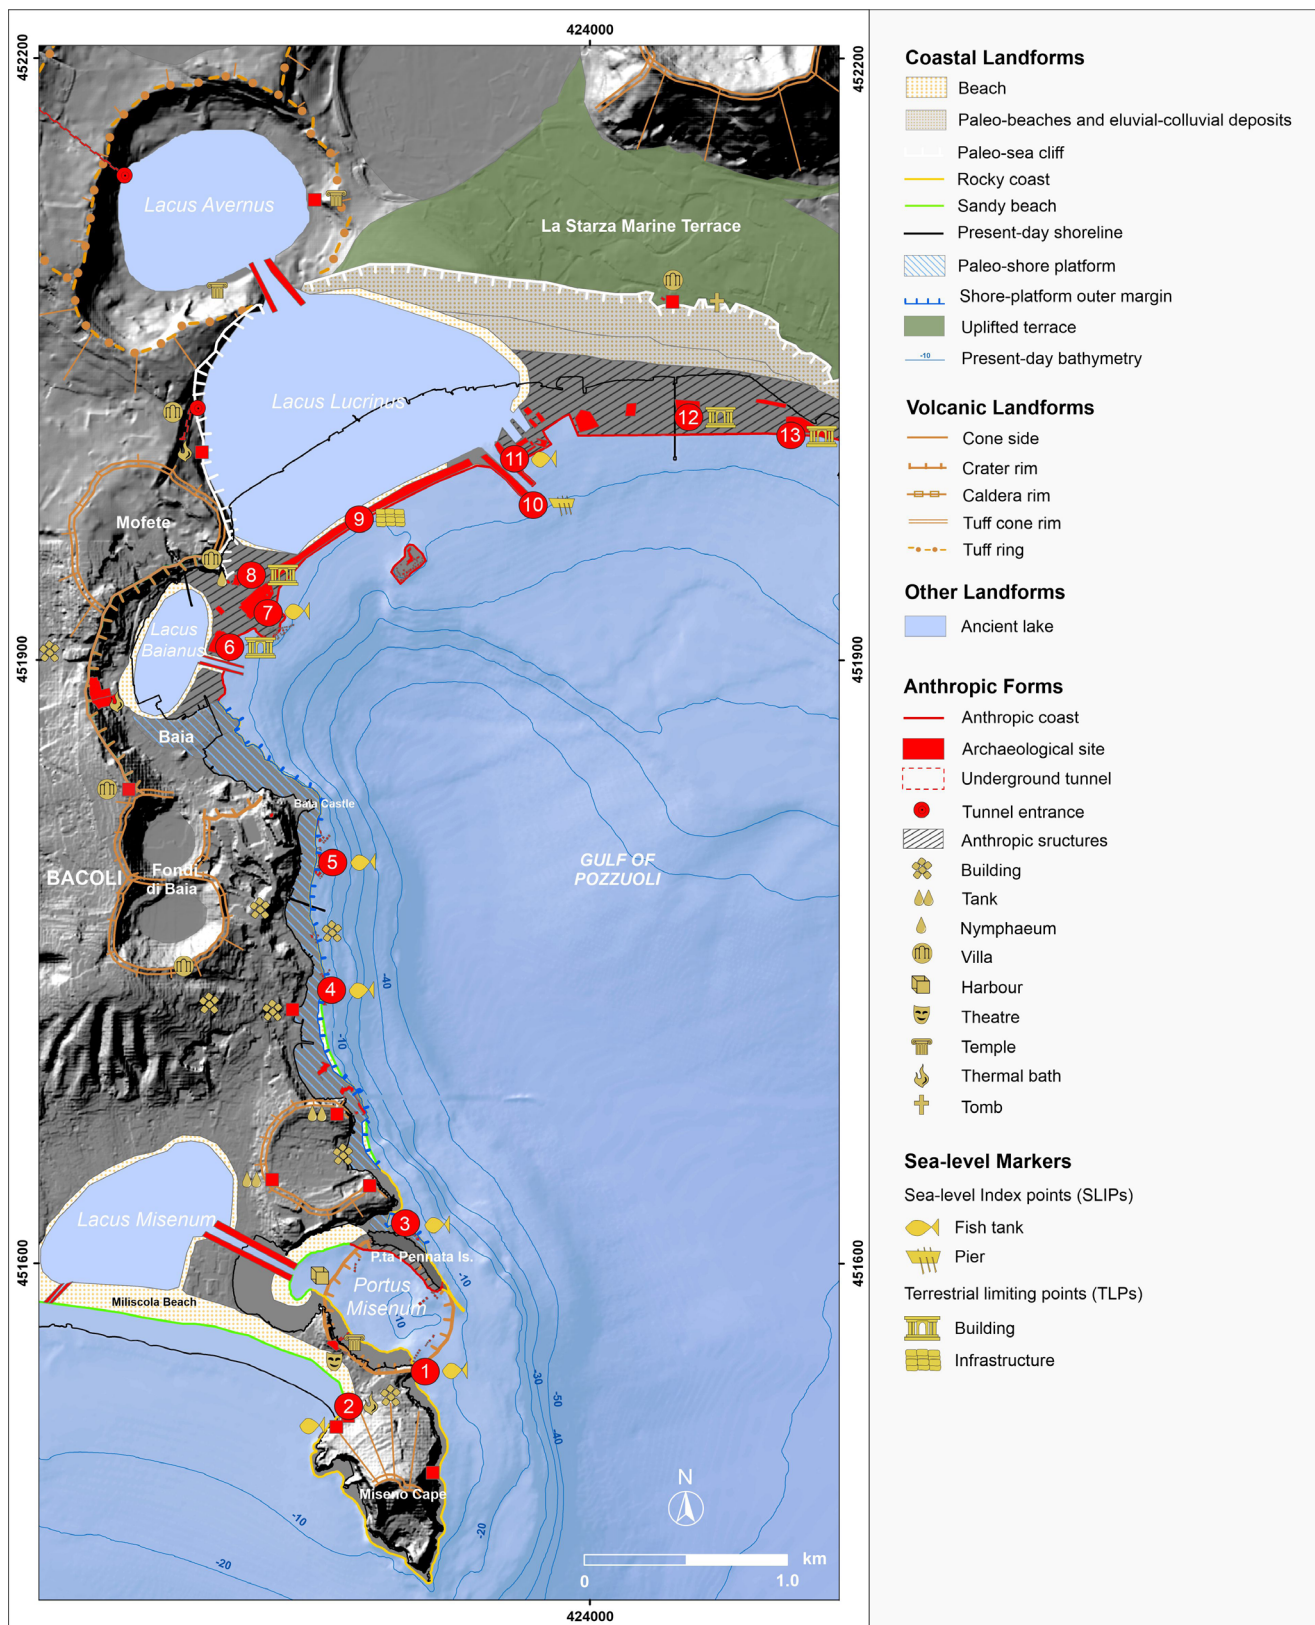 424000
452200
452200
Lacus Avernus
La Starza Marine Terrace
Lacus Lucrinus
12
13
11
10
9
Mofete
8
7
Lacus
Baianus
6
451900
451900
Baia
Baia Castle
5
GULF OF
POZZUOLI
BACOLI
Fondi
di Baia
-40
4
-10
Lacus Misenum
3
P.ta Pennata Is.
451600
451600
-10
Portus
Misenum
-10
Miliscola Beach
1
-30
-50
2
-40
Miseno Cape
N
-10
-20
-20
km
0
1.0
424000
Coastal Landforms
Beach
Paleo-beaches and eluvial-colluvial deposits
Paleo-sea cliff
Rocky coast
Sandy beach
Present-day shoreline
Paleo-shore platform
Shore-platform outer margin
Uplifted terrace
-10
Present-day bathymetry
Volcanic Landforms
Cone side
Crater rim
Caldera rim
Tuff cone rim
Tuff ring
Other Landforms
Ancient lake
Anthropic Forms
Anthropic coast
Archaeological site
Underground tunnel
Tunnel entrance
Anthropic sructures
Building
Tank
Nymphaeum
Villa
Harbour
Theatre
Temple
Thermal bath
Tomb
Sea-level Markers
Sea-level Index points (SLIPs)
Fish tank
Pier
Terrestrial limiting points (TLPs)
Building
Infrastructure